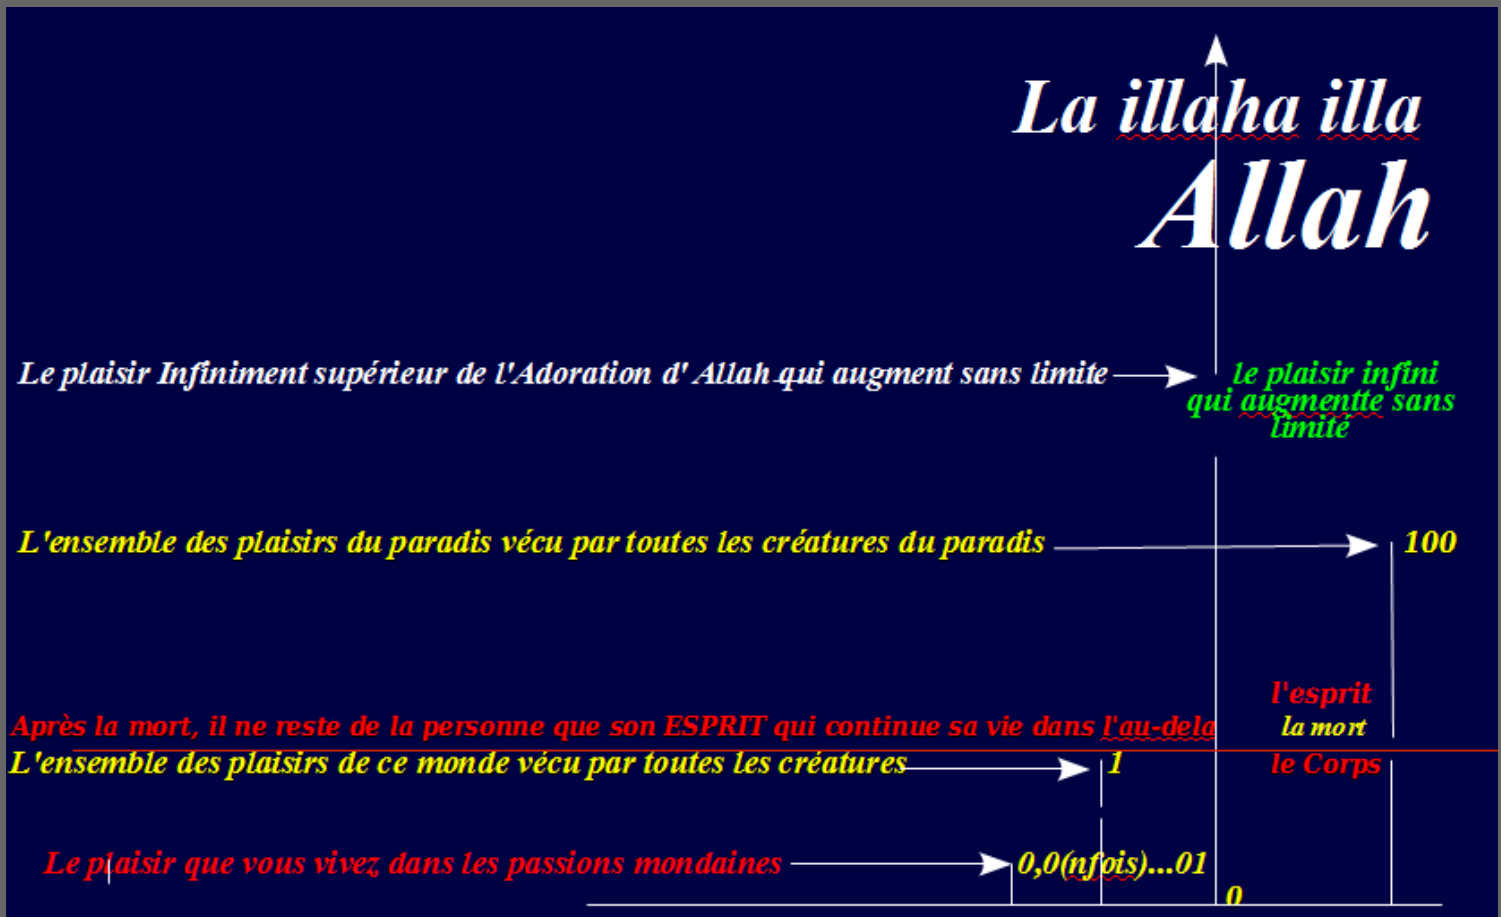 La illaha illa
Allah
Le plaisir Infiniment supérieur de l'Adoration d' Allah qui augment sans limite
le plaisir infini
qui augmentte sans
limité
L'ensemble des plaisirs du paradis vécu par toutes les créatures du paradis
100
l'esprit
Après la mort, il ne reste de la personne que son ESPRIT qui continue sa vie dans l'au-dela
la mort
L'ensemble des plaisirs de ce monde vécu par toutes les créatures
1
le Corps
Le plaisir que vous vivez dans les passions mondaines
0,0(nfois)...01
0